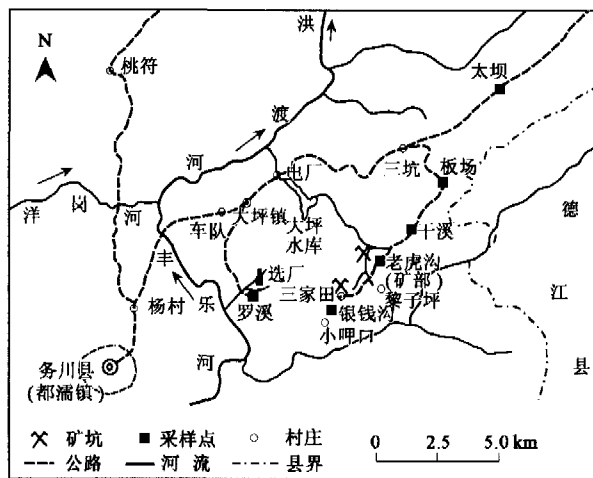 洪
N
桃符
太坝
渡
河
三坑
板场
电厂
洋岗河
车队
大坪镇
大坪
水库
德
丰
乐
河
十溪
选厂
老虎沟
(矿部)
三家田
黎子坪
江
杨村
罗溪
银钱沟
小呷口
务川县
(都濡镇)
县
矿坑 采样点 村庄
公路 河流 县界
0 2.5 5.0 km